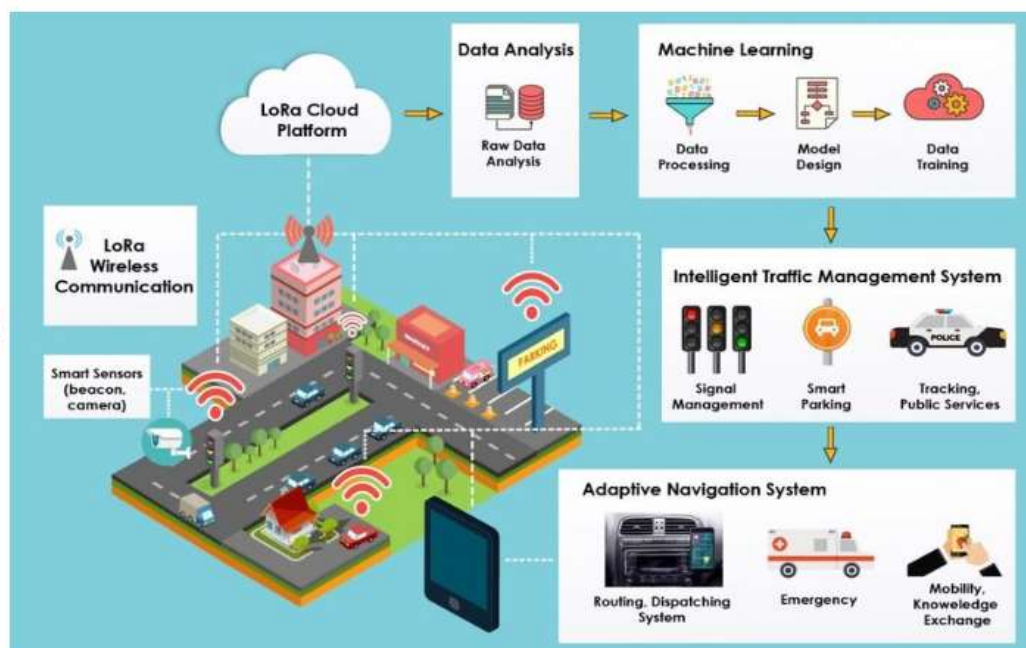 LoRa Cloud
Platform
Data Analysis
Raw Data
Analysis
Machine Learning
Data
Processing
Model
Design
Data
Training
LoRa
Wireless
Communication
Smart Sensors
(beacon,
camera)
PARKING
Intelligent Traffic Management System
Signal
Management
Smart
Parking
POLICE
Tracking,
Public Services
Adaptive Navigation System
Routing, Dispatching
System
Emergency
Mobility,
Knoweledge
Exchange